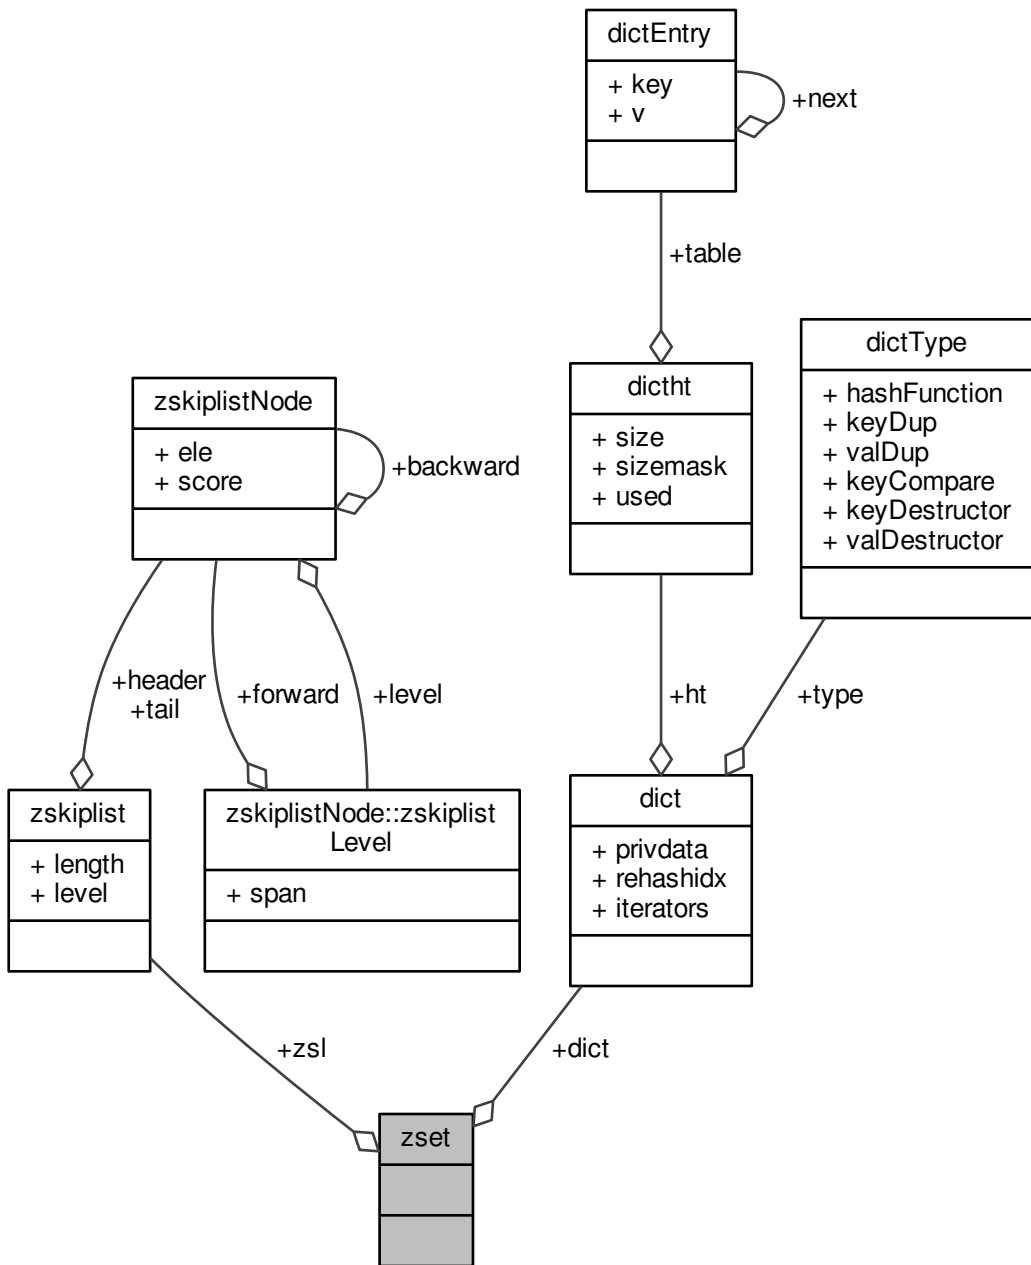 dictEntry
+ key
+ v
+next
+table
dictType
+ hashFunction
+ keyDup
+ valDup
+ keyCompare
+ keyDestructor
+ valDestructor
dictht
+ size
+ sizemask
+ used
zskiplistNode
+ ele
+ score
+backward
+header
+tail
+forward
+level
+ht
+type
zskiplist
+ length
+ level
zskiplistNode::zskiplist
Level
+ span
dict
+ privdata
+ rehashidx
+ iterators
+zsl
+dict
zset